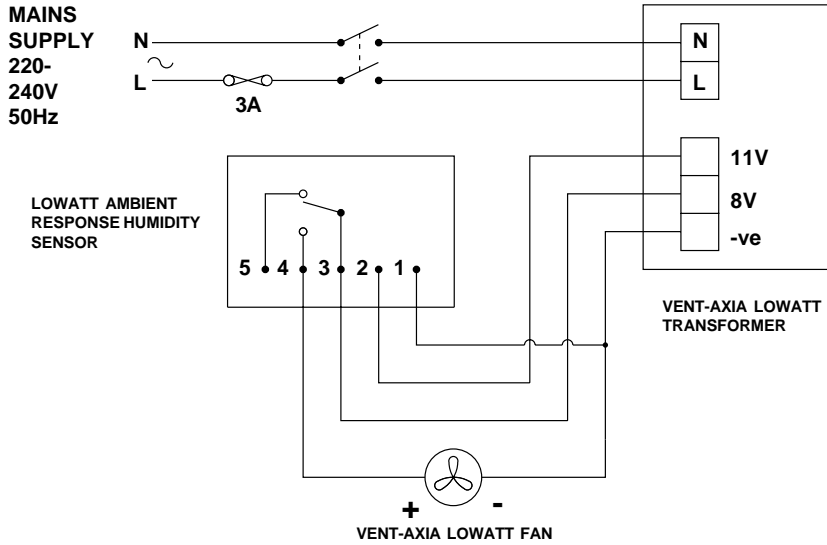 MAINS
SUPPLY
220-
240V
50Hz
N
L
3A
N
L
11V
8V
-ve
LOWATT AMBIENT
RESPONSE HUMIDITY
SENSOR
5 4 3 2 1
VENT-AXIA LOWATT
TRANSFORMER
+ -
VENT-AXIA LOWATT FAN